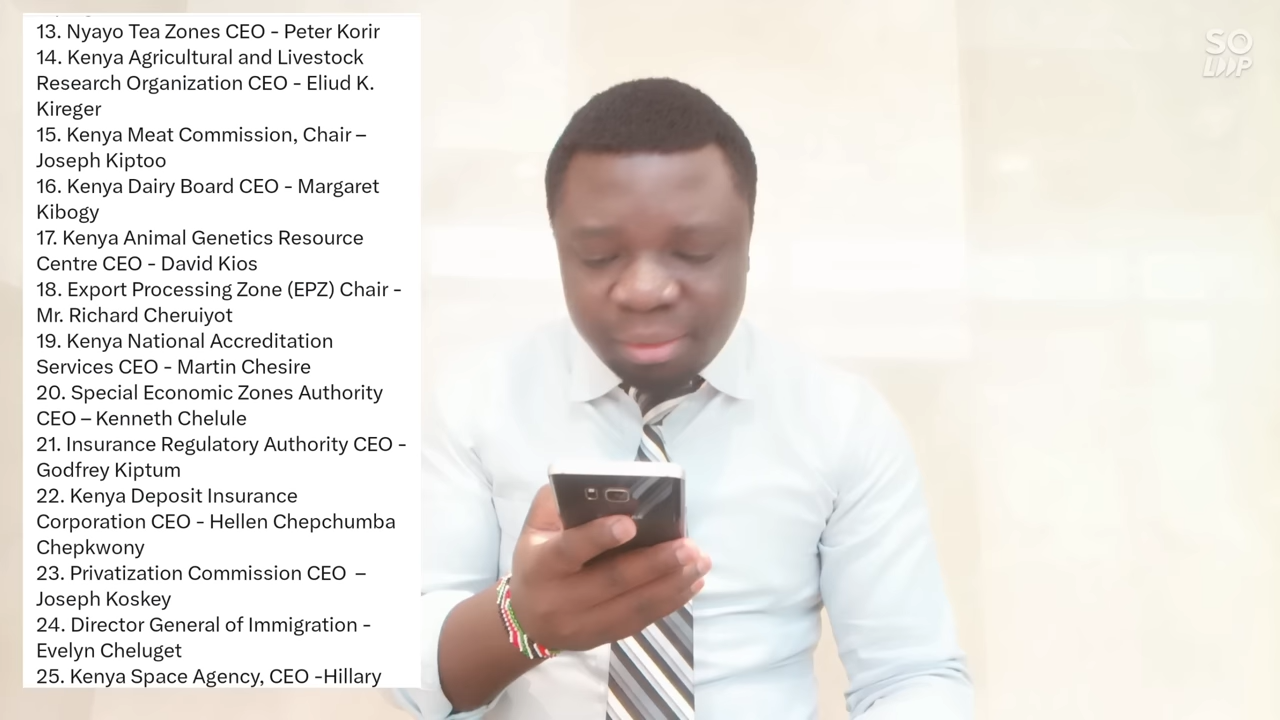 13. Nyayo Tea Zones CEO - Peter Korir
14. Kenya Agricultural and Livestock
Research Organization CEO - Eliud K.
Kireger
15. Kenya Meat Commission, Chair –
Joseph Kiptoo
16. Kenya Dairy Board CEO - Margaret
Kibogy
17. Kenya Animal Genetics Resource
Centre CEO - David Kios
18. Export Processing Zone (EPZ) Chair -
Mr. Richard Cheruiyot
19. Kenya National Accreditation
Services CEO - Martin Chesire
20. Special Economic Zones Authority
CEO – Kenneth Chelule
21. Insurance Regulatory Authority CEO -
Godfrey Kiptum
22. Kenya Deposit Insurance
Corporation CEO - Hellen Chepchumba
Chepkwony
23. Privatization Commission CEO –
Joseph Koskey
24. Director General of Immigration -
Evelyn Cheluget
25. Kenya Space Agency, CEO -Hillary
SO
LOOP